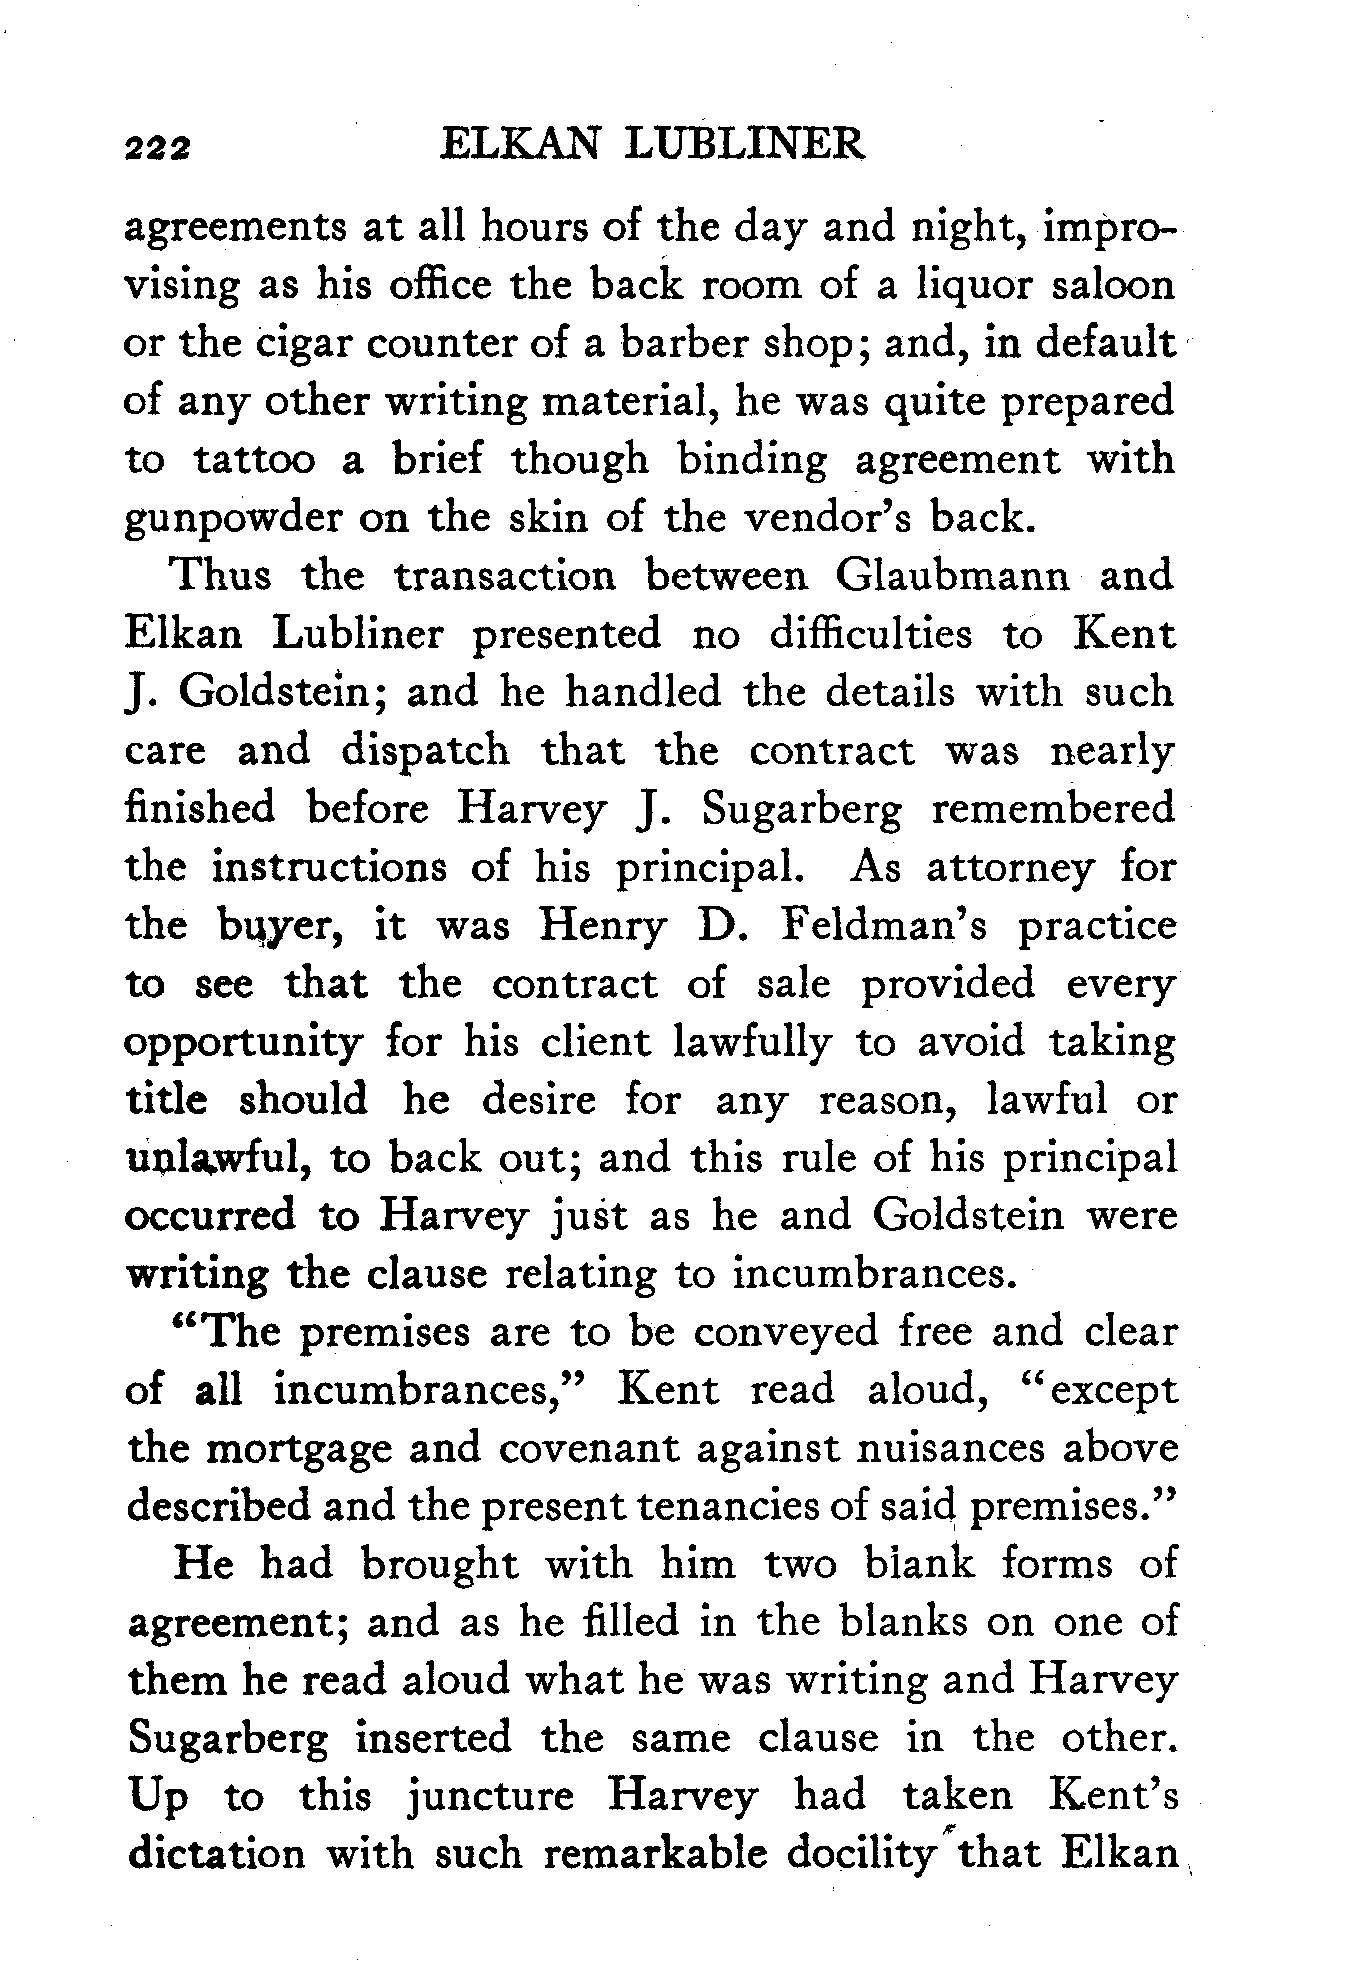 222 ELKAN LUBLINER
agreements at all hours of the day and night, impro-
vising as his office the back room of a liquor saloon
or the cigar counter of a barber shop; and, in default
of any other writing material, he was quite prepared
to tattoo a brief though binding agreement with
gunpowder on the skin of the vendor's back.
Thus the transaction between Glaubmann and
Elkan Lubliner presented no difficulties to Kent
J. Goldstein; and he handled the details with such
care and dispatch that the contract was nearly
finished before Harvey J. Sugarberg remembered
the instructions of his principal. As attorney for
the buyer, it was Henry D. Feldman's practice
to see that the contract of sale provided every
opportunity for his client lawfully to avoid taking
title should he desire for any reason, lawful or
unlawful, to back out; and this rule of his principal
occurred to Harvey just as he and Goldstein were
writing the clause relating to incumbrances.
"The premises are to be conveyed free and clear
of all incumbrances," Kent read aloud, "except
the mortgage and covenant against nuisances above
described and the present tenancies of said premises."
He had brought with him two blank forms of
agreement; and as he filled in the blanks on one of
them he read aloud what he was writing and Harvey
Sugarberg inserted the same clause in the other.
Up to this juncture Harvey had taken Kent's
dictation with such remarkable docility that Elkan